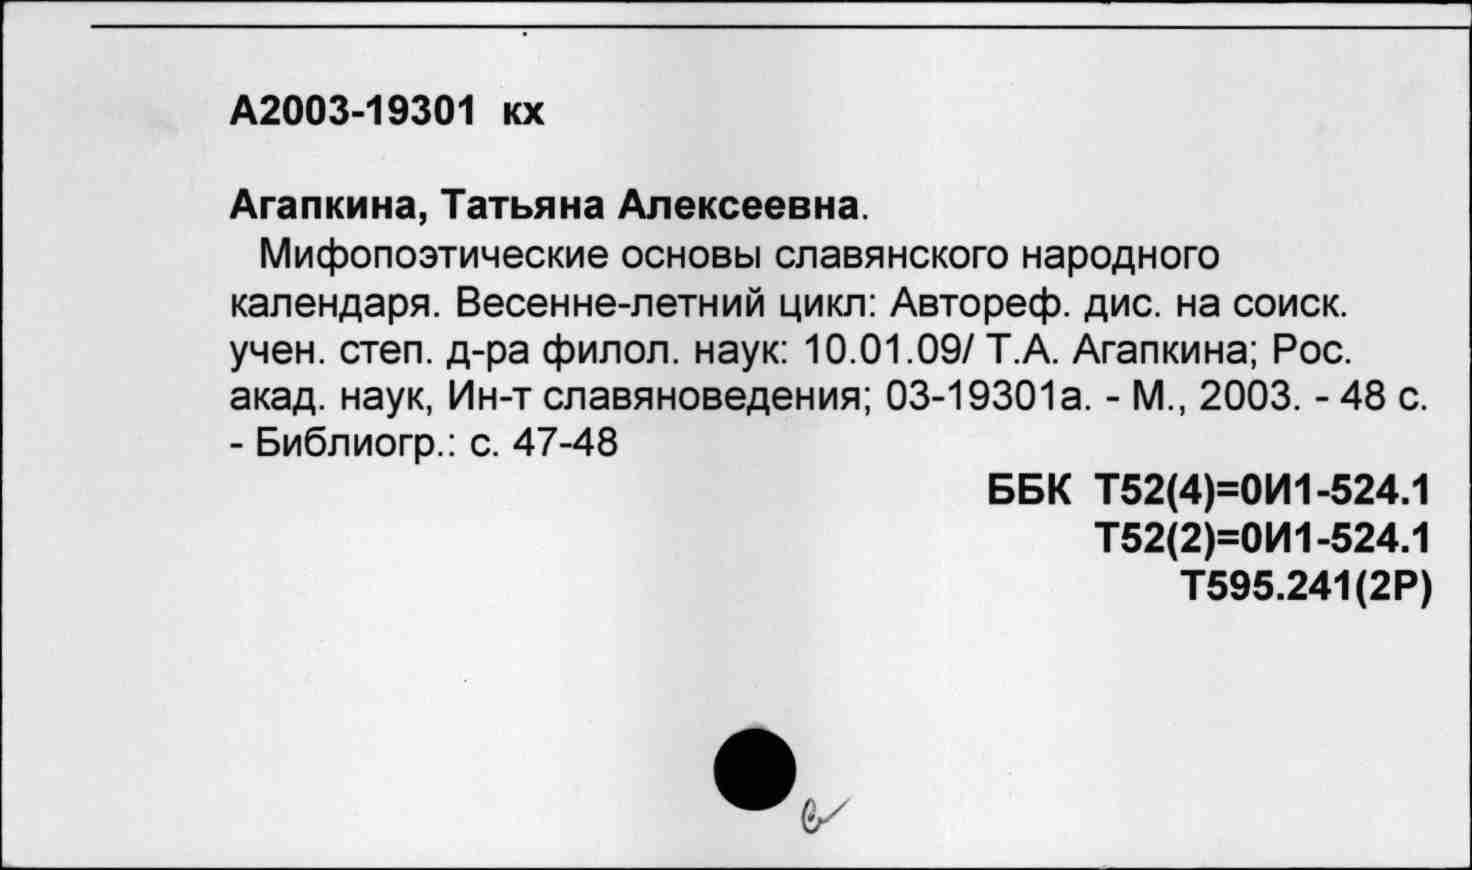 А2003-19301 кх
Агапкина, Татьяна Алексеевна.
Мифопоэтические основы славянского народного
календаря. Весенне-летний цикл: Автореф. дис. на соиск.
учен. степ. д-ра филол. наук: 10.01.09/ Т.А. Агапкина; Рос.
акад. наук, Ин-т славяноведения; 03-19301а. - М., 2003. - 48 с.
- Библиогр.: с. 47-48
ББК Т52(4)=0И1-524.1
Т52(2)=0И1-524.1
Т595.241(2Р)